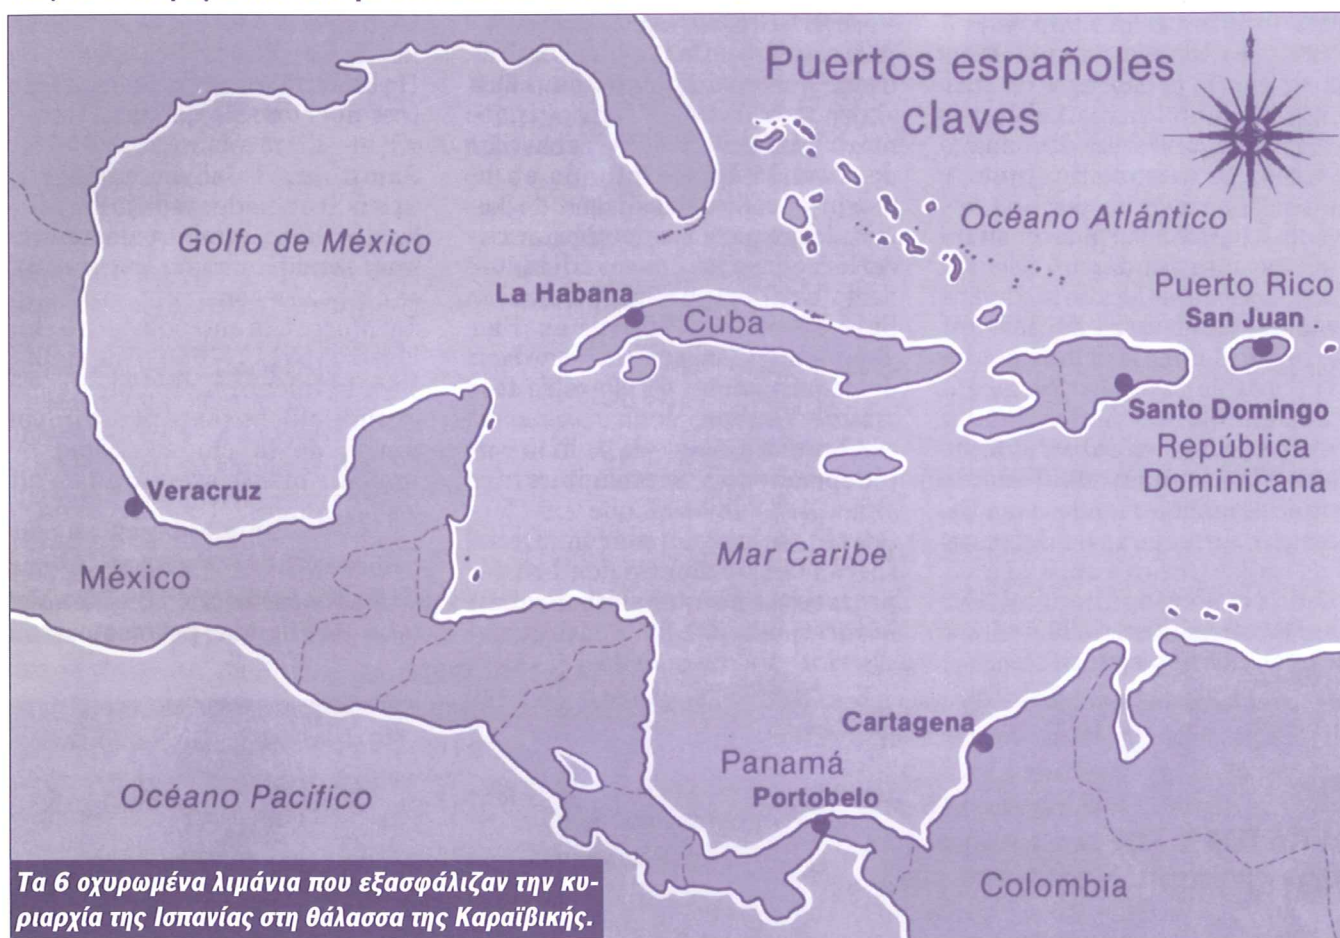 Puertos españoles
claves
Océano Atlántico
Golfo de México
Puerto Rico
San Juan
La Habana
Cuba
Santo Domingo
República
Dominicana
Veracruz
Mar Caribe
México
Cartagena
Panamá
Portobelo
Océano Pacífico
Colombia
Τα 6 οχυρωμένα λιμάνια που εξασφάλιζαν την κυ-
ριαρχία της Ισπανίας στη θάλασσα της Καραϊβικής.